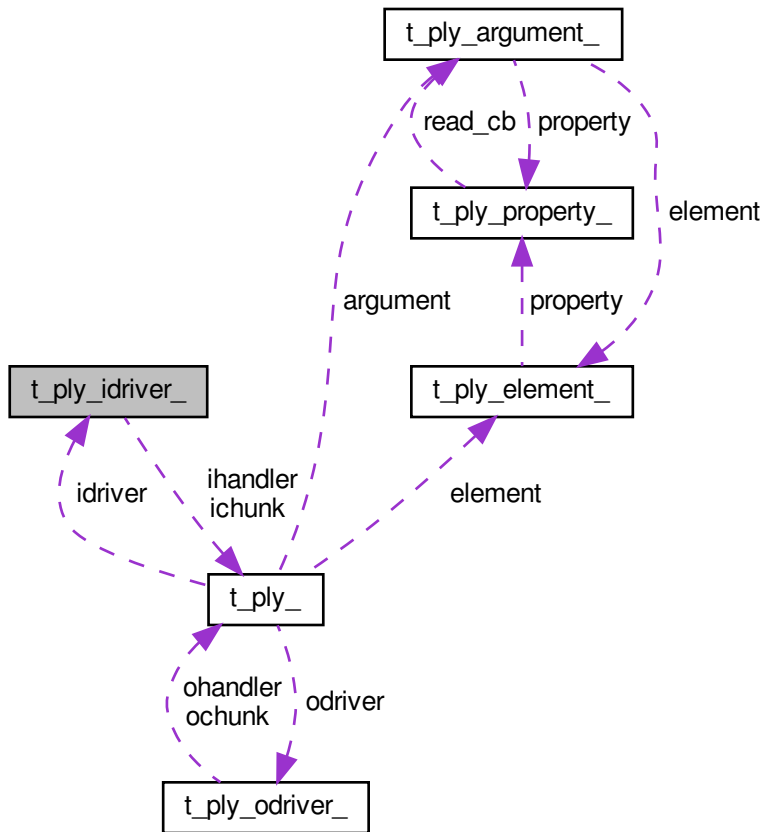 t_ply_argument_
read_cb
property
t_ply_property_
element
argument
property
t_ply_idriver_
t_ply_element_
idriver
ihandler
ichunk
element
t_ply_
ohandler
ochunk
odriver
t_ply_odriver_